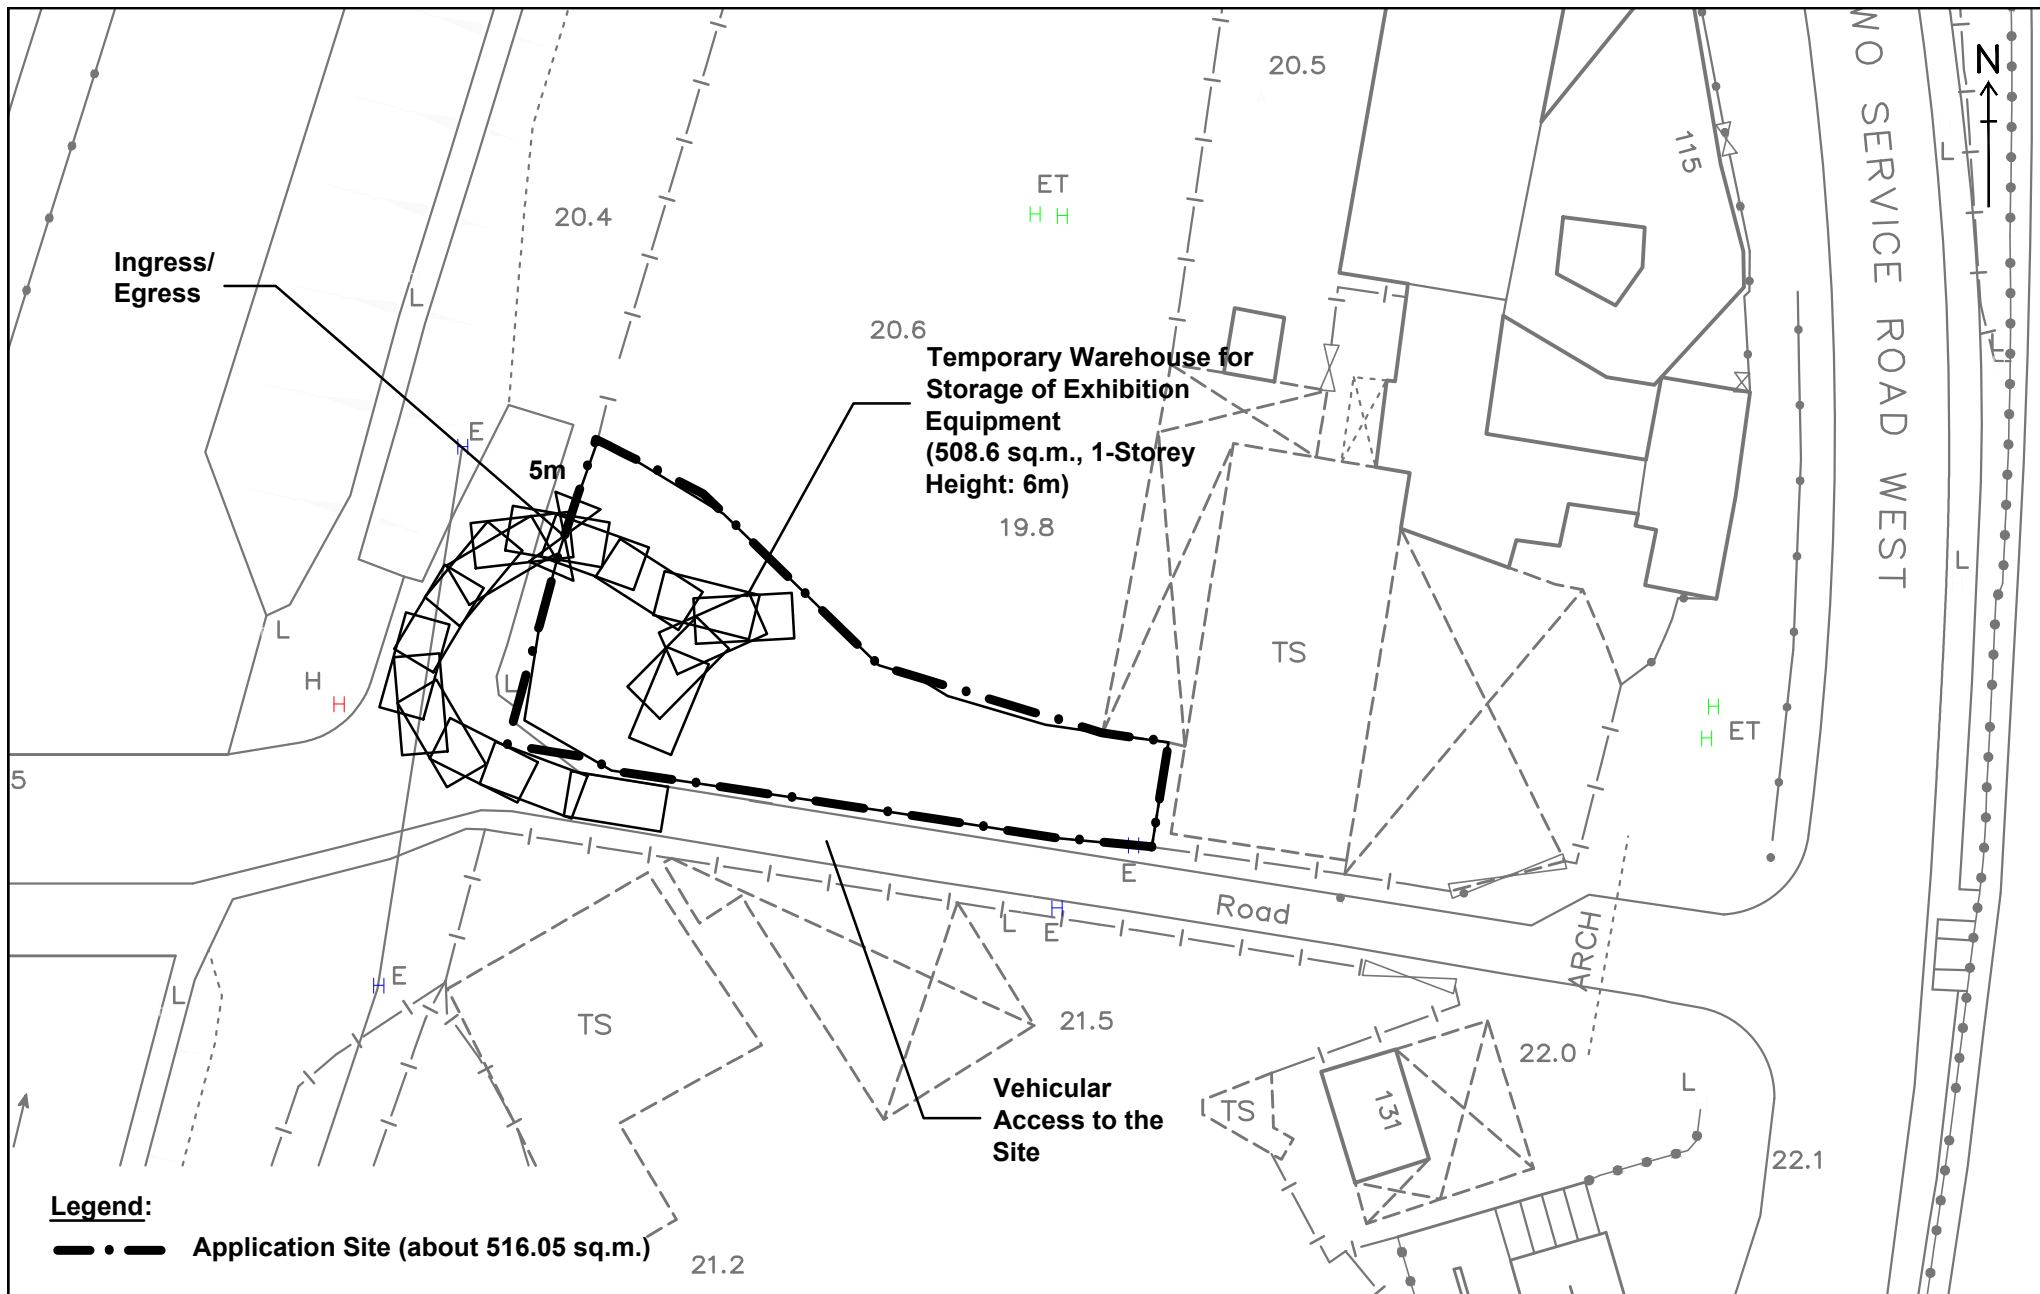 20.5
N
WO SERVICE ROAD WEST
115
L
ET
H H
20.4
Ingress/
Egress
L
20.6
L
Temporary Warehouse for
Storage of Exhibition
Equipment
(508.6 sq.m., 1-Storey
Height: 6m)
E
H
5m
19.8
L
L
TS
H
H
L
H
H
ET
5
H
E
Road
H
L
E
ARCH
E
H
L
TS
21.5
22.0
Vehicular
Access to the
Site
TS
131
L
22.1
Legend:
Application Site (about 516.05 sq.m.)
21.2